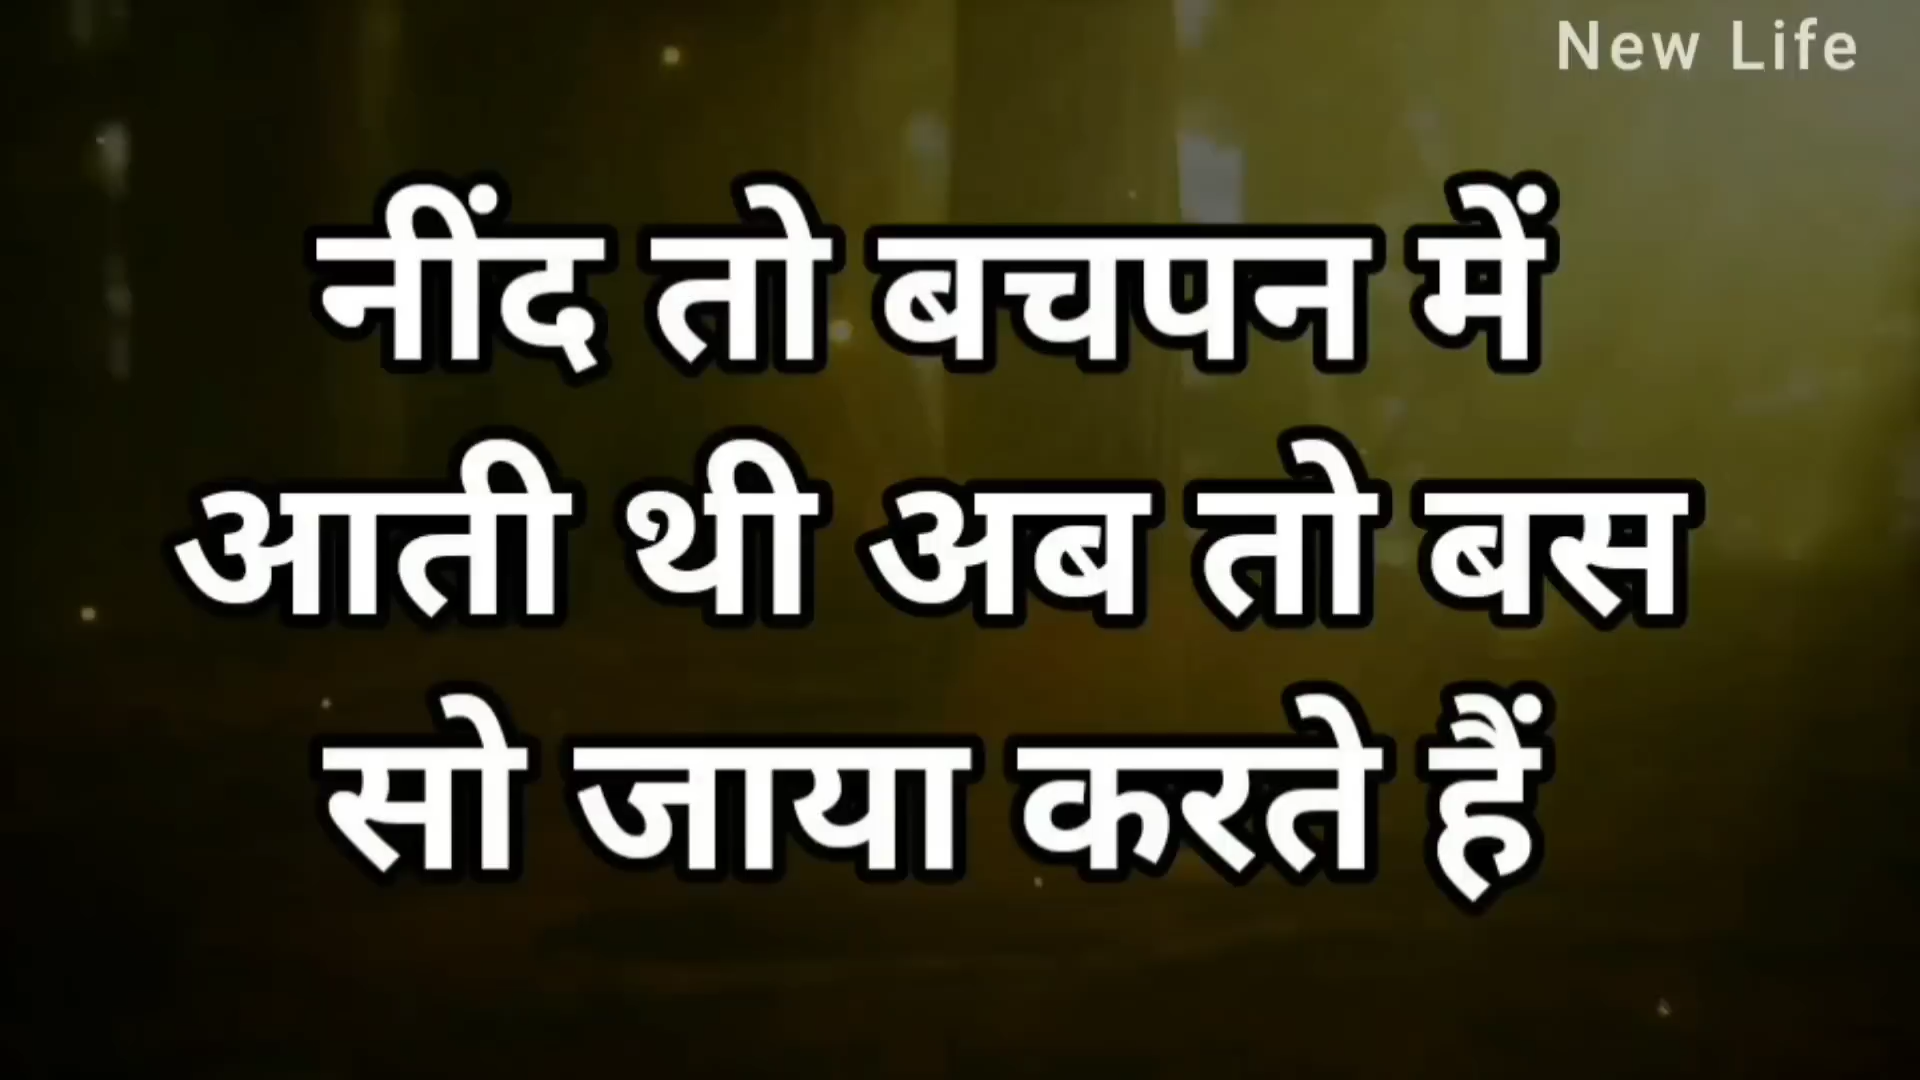 New Life
नींद तो बचपन में
आती थी अब तो बस
सो जाया करते हैं